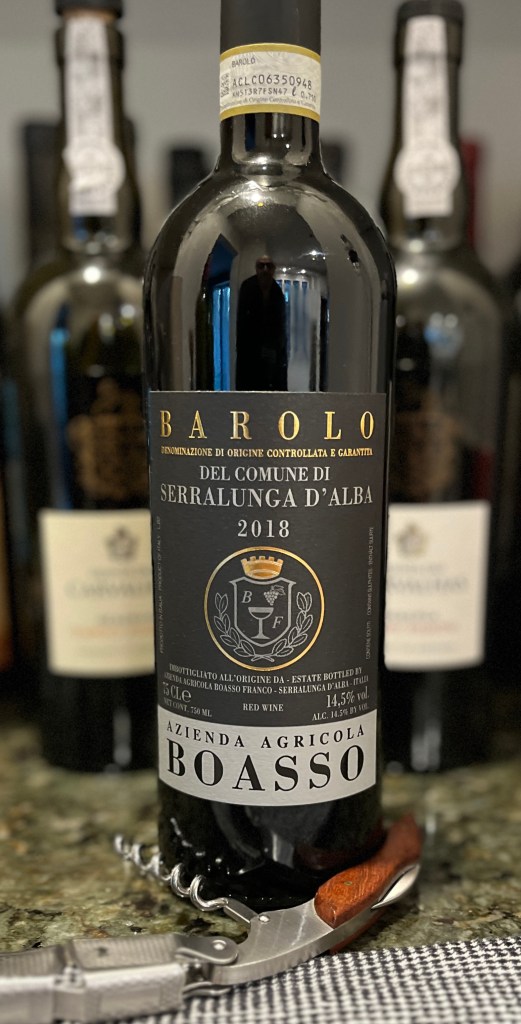 BAROLO
ACLC06350948
BAROLO
DENOMINAZIONE DI ORIGINE CONTROLLATA E GARANTITA
DEL COMUNE DI
SERRALUNGA D'ALBA
2018
B F
IMBOTTIGLIATO ALL'ORIGINE DA - ESTATE BOTTLED BY
AZIENDA AGRICOLA BOASSO FRANCO - SERRALUNGA D'ALBA - ITALIA
75 CL e
14,5% vol.
NET CONT. 750 ML
RED WINE
ALC. 14.5% BY VOL.
AZIENDA AGRICOLA
BOASSO